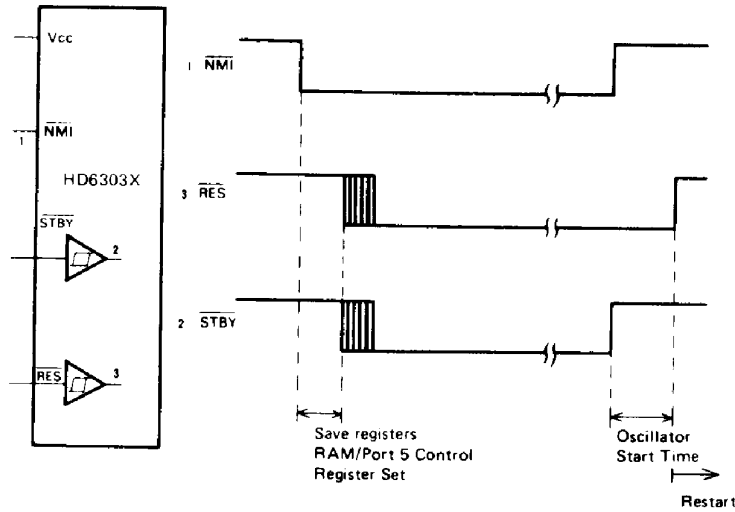 Vcc
1 NMI
1 NMI
HD6303X
3 RES
STBY
2
2 STBY
RES
3
Save registers
RAM/Port 5 Control
Register Set
Oscillator
Start Time
Restart